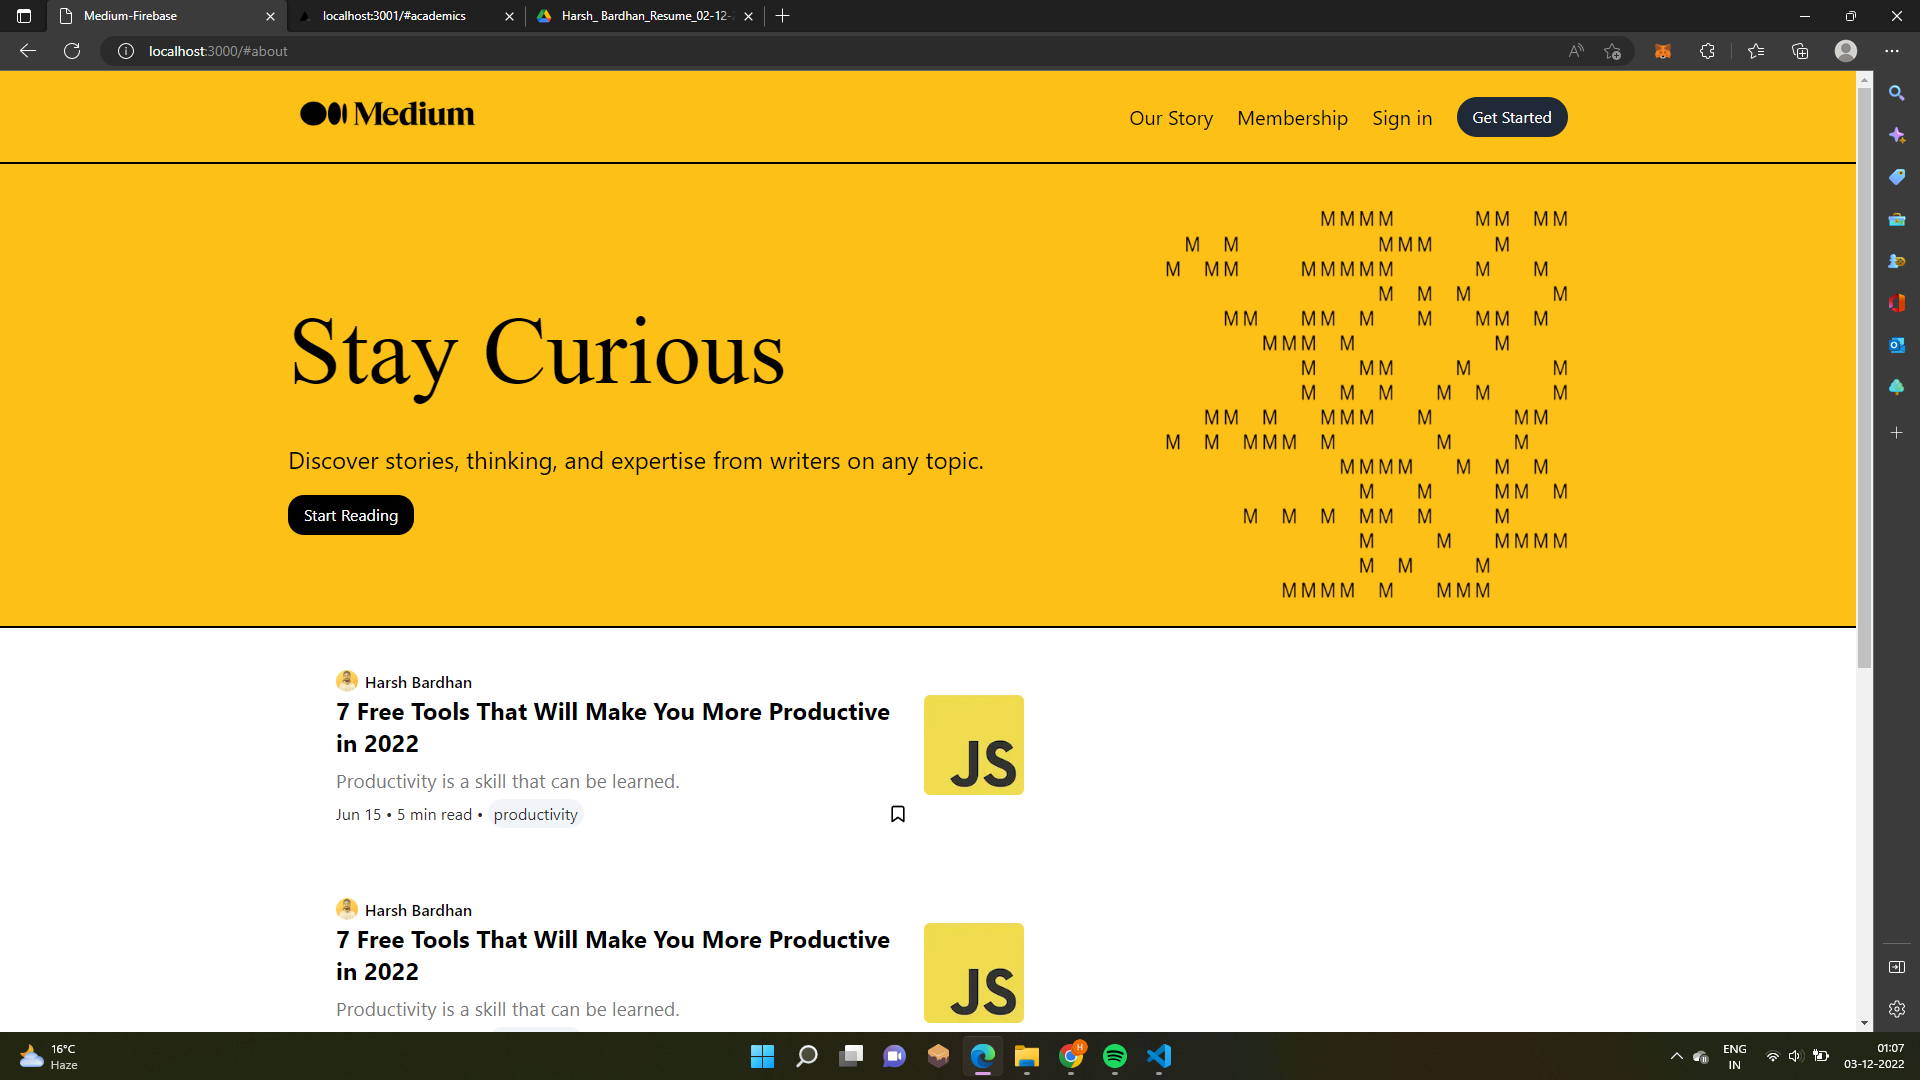 Medium-Firebase
localhost:3001/#academics
Harsh_ Bardhan_Resume_02-12-
localhost:3000/#about
Medium
Our Story
Membership
Sign in
Get Started
MMMM MM MM
M M MMM M
M MM MMMMM M M
M M M M
MM MM M M MM M
MMM M M
M MM M M
M M M M M M
MM M MMM M MM
M M MMM M M M
MMMM M M M
M M MM M
M M M MM M M
M M MMMM
M M M
MMMM M MMM
Stay Curious
Discover stories, thinking, and expertise from writers on any topic.
Start Reading
Harsh Bardhan
7 Free Tools That Will Make You More Productive
in 2022
Productivity is a skill that can be learned.
Jun 15 • 5 min read • productivity
JS
Harsh Bardhan
7 Free Tools That Will Make You More Productive
in 2022
Productivity is a skill that can be learned.
JS
16°C
Haze
H
ENG
IN
01:07
03-12-2022